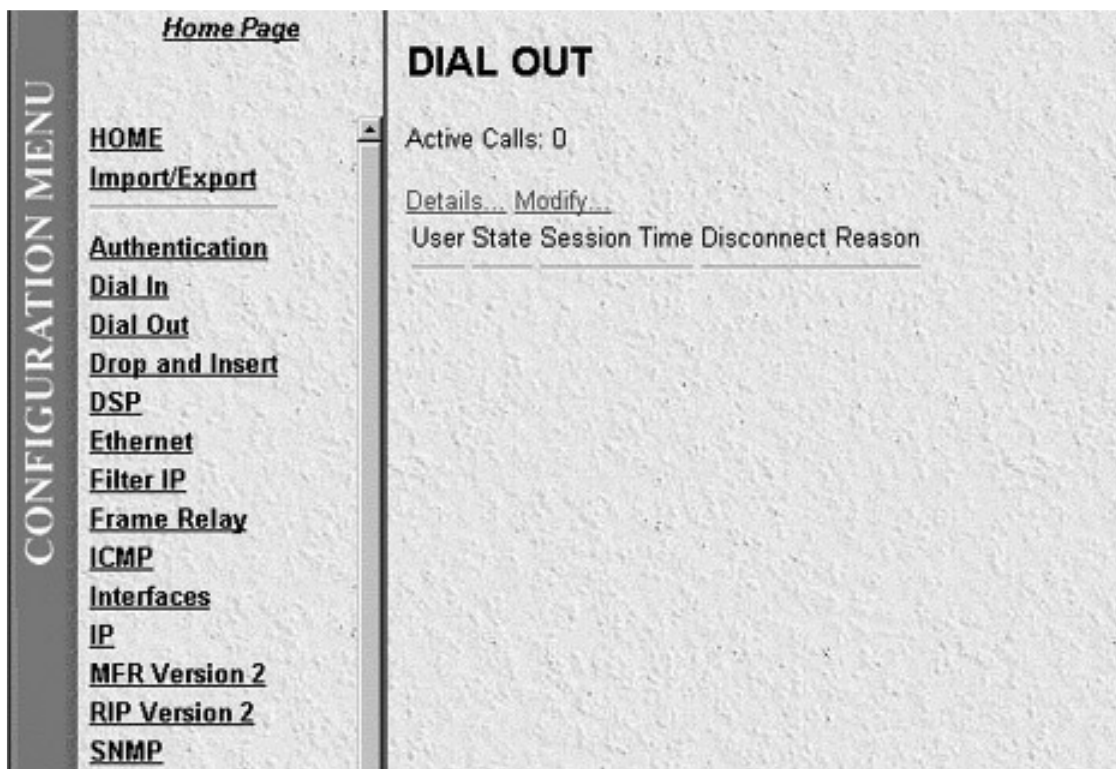 CONFIGURATION MENU
Home Page
HOME
Import/Export
Authentication
Dial In
Dial Out
Drop and Insert
DSP
Ethernet
Filter IP
Frame Relay
ICMP
Interfaces
IP
MFR Version 2
RIP Version 2
SNMP
DIAL OUT
Active Calls: 0
Details... Modify...
User State Session Time Disconnect Reason